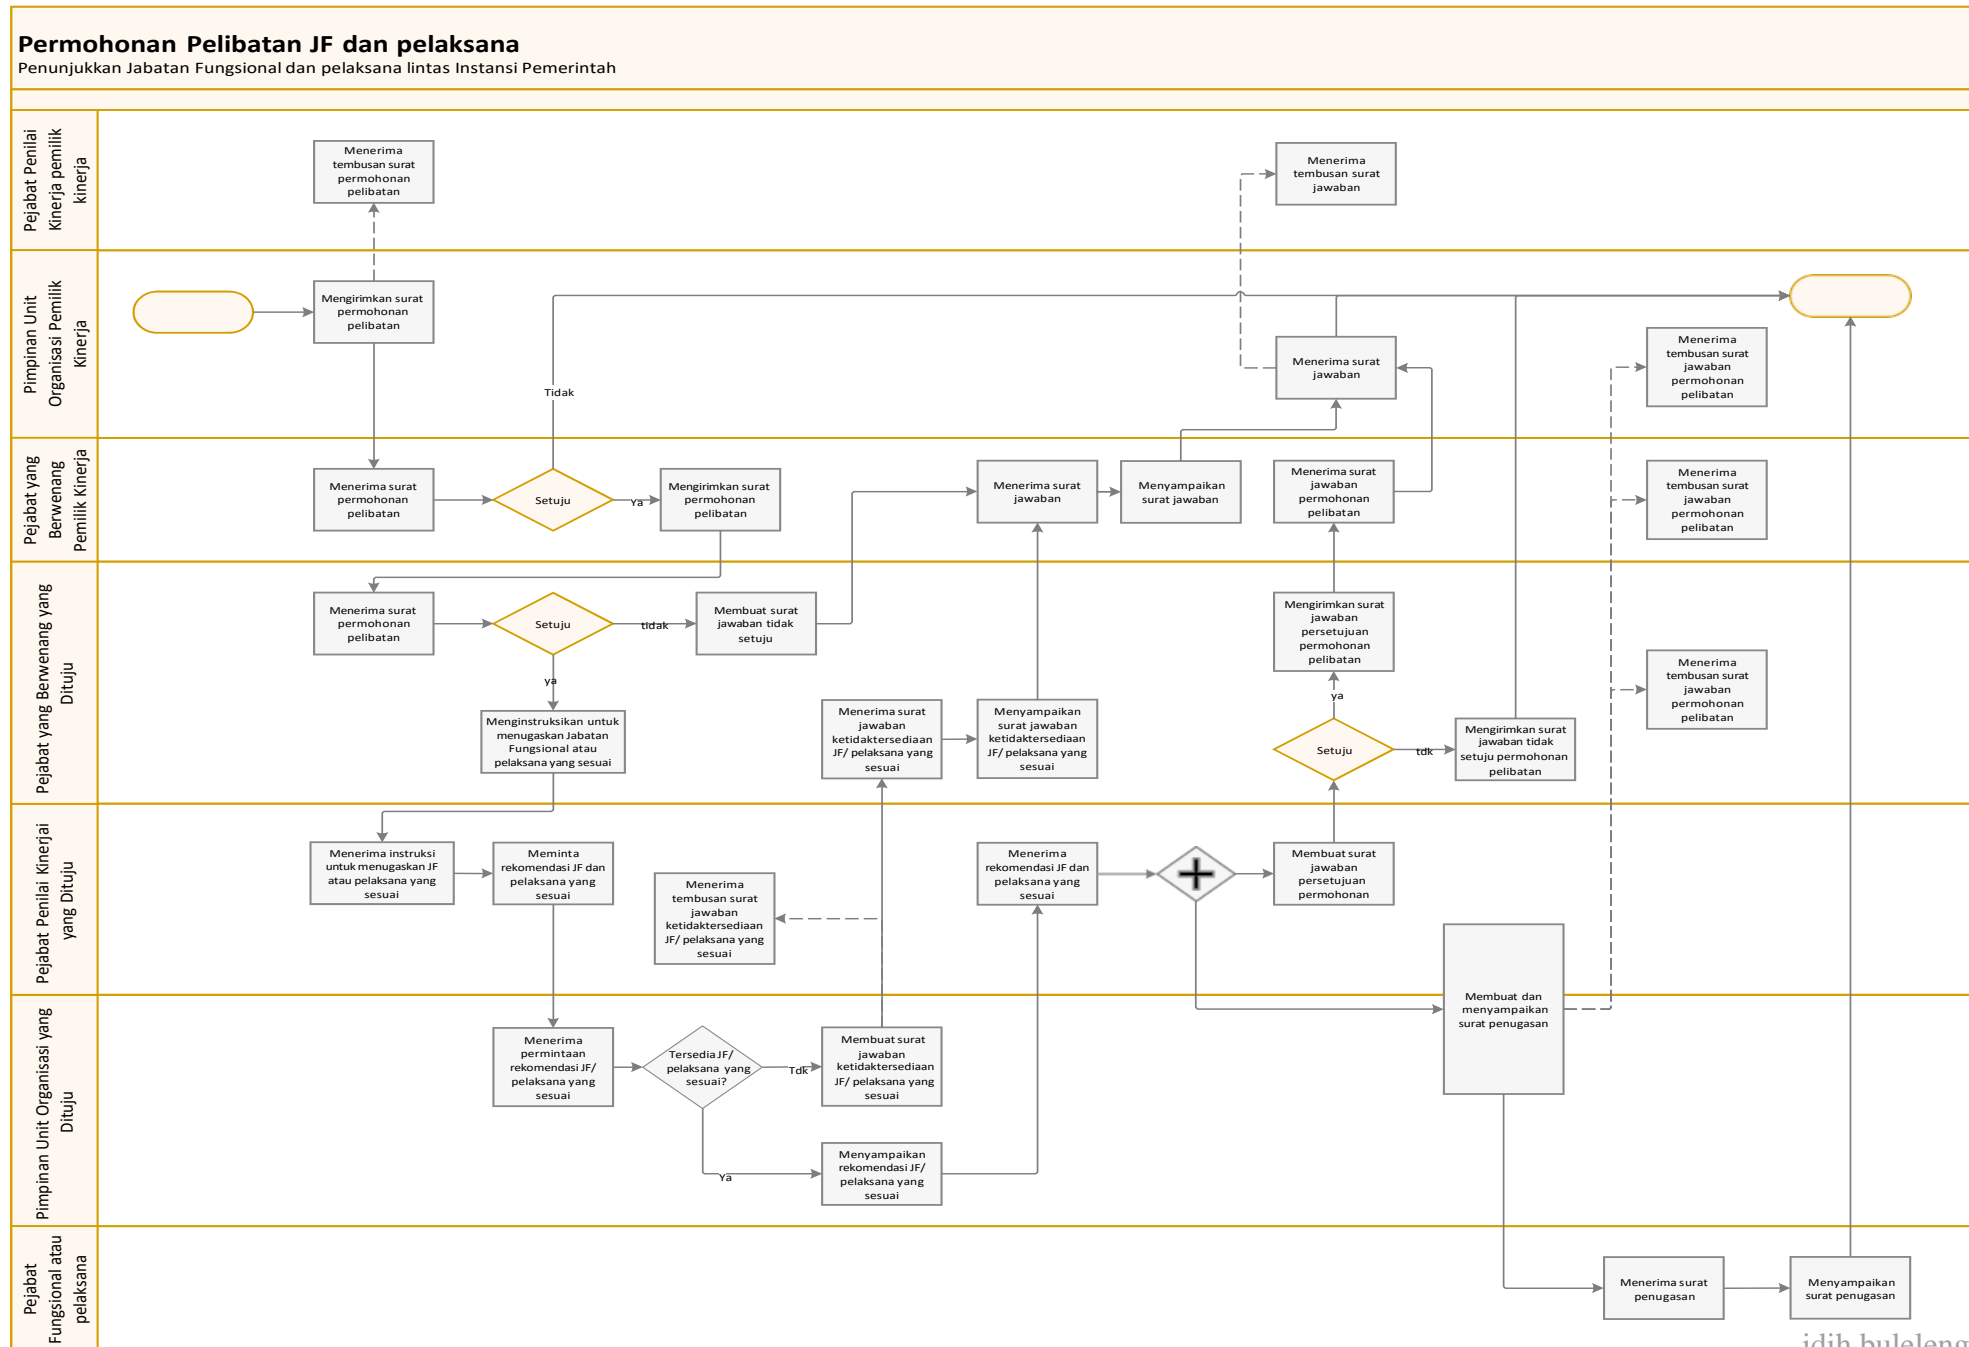 Permohonan Pelibatan JF dan pelaksana
Penunjukkan Jabatan Fungsional dan pelaksana lintas Instansi Pemerintah
Pejabat Penilai
Kinerja pemilik
kinerja
Menerima
tembusan surat
permohonan
pelibatan
Menerima
tembusan surat
jawaban
Pimpinan Unit
Organisasi Pemilik
Kinerja
Mengirimkan surat
permohonan
pelibatan
Tidak
Menerima surat
jawaban
Menerima
tembusan surat
jawaban
permohonan
pelibatan
Pejabat yang
Berwenang
Pemilik Kinerja
Menerima surat
permohonan
pelibatan
Setuju
Ya
Mengirimkan surat
permohonan
pelibatan
Menerima surat
jawaban
Menyampaikan
surat jawaban
Menerima surat
jawaban
permohonan
pelibatan
Menerima
tembusan surat
jawaban
permohonan
pelibatan
Pejabat yang Berwenang yang
Dituju
Menerima surat
permohonan
pelibatan
Setuju
tidak
Membuat surat
jawaban tidak
setuju
ya
Menginstruksikan untuk
menugaskan Jabatan
Fungsional atau
pelaksana yang sesuai
Menerima surat
jawaban
ketidaktersediaan
JF/ pelaksana yang
sesuai
Menyampaikan
surat jawaban
ketidaktersediaan
JF/ pelaksana yang
sesuai
Mengirimkan surat
jawaban
persetujuan
permohonan
pelibatan
ya
Setuju
tdk
Mengirimkan surat
jawaban tidak
setuju permohonan
pelibatan
Menerima
tembusan surat
jawaban
permohonan
pelibatan
Pejabat Penilai Kinerjai
yang Dituju
Menerima instruksi
untuk menugaskan JF
atau pelaksana yang
sesuai
Meminta
rekomendasi JF dan
pelaksana yang
sesuai
Menerima
tembusan surat
jawaban
ketidaktersediaan
JF/ pelaksana yang
sesuai
Menerima
rekomendasi JF dan
pelaksana yang
sesuai
Membuat surat
jawaban
persetujuan
permohonan
Membuat dan
menyampaikan
surat penugasan
Pimpinan Unit Organisasi yang
Dituju
Menerima
permintaan
rekomendasi JF/
pelaksana yang
sesuai
Tersedia JF/
pelaksana yang
sesuai?
Tdk
Membuat surat
jawaban
ketidaktersediaan
JF/ pelaksana yang
sesuai
Ya
Menyampaikan
rekomendasi JF/
pelaksana yang
sesuai
Pejabat
Fungsional atau
pelaksana
Menerima surat
penugasan
Menyampaikan
surat penugasan